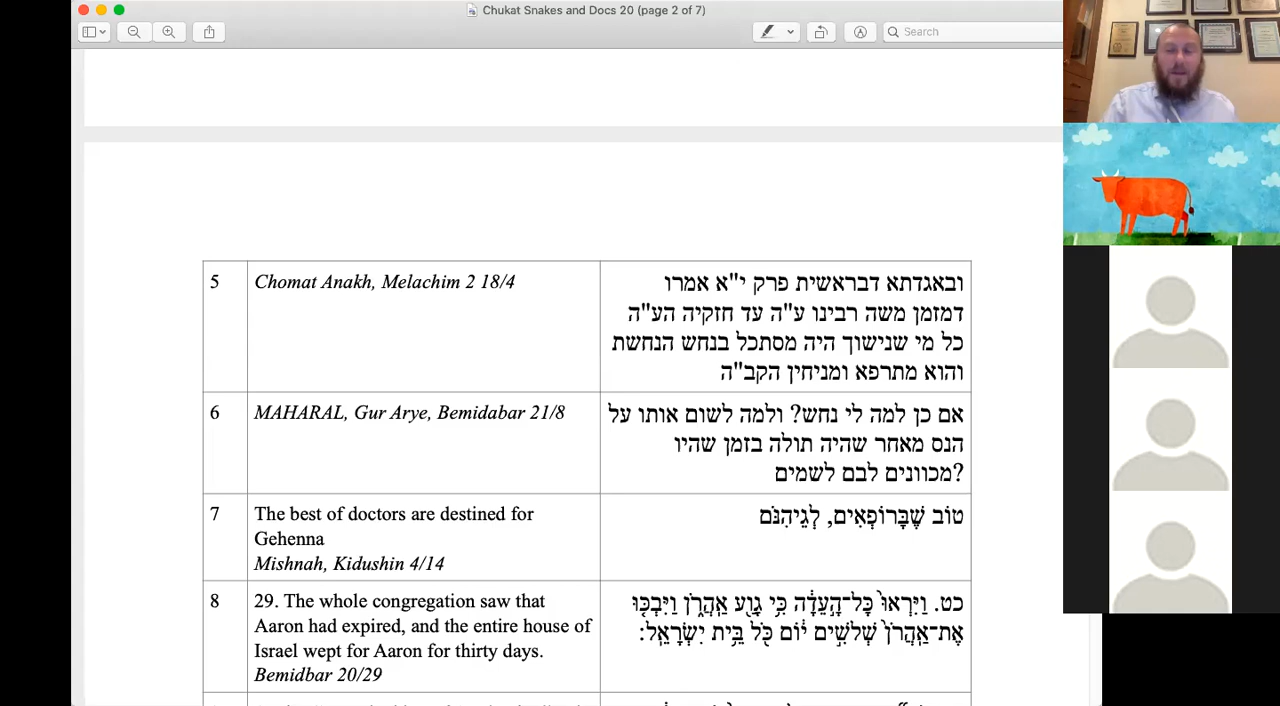 Chukat Snakes and Docs 20 (page 2 of 7)
Search
5
Chomat Anakh, Melachim 2 18/4
ובאגדתא דבראשית פרק י"א אמרו
דמזמן משה רבינו ע"ה עד חזקיה הע"ה
כל מי שנישוך היה מסתכל בנחש הנחשת
והוא מתרפא ומניחין הקב"ה
6
MAHARAL, Gur Arye, Bemidabar 21/8
אם כן למה לי נחש? ולמה לשום אותו על
הנס מאחר שהיה תולה בזמן שהיו
מכוונים לבם לשמים?
7
The best of doctors are destined for
Gehenna
Mishnah, Kidushin 4/14
טוֹב שֶׁבָּרוֹפְאִים, לְגֵיהִנֹּם
8
29. The whole congregation saw that
Aaron had expired, and the entire house of
Israel wept for Aaron for thirty days.
Bemidbar 20/29
כט. וַיִּרְאוּ֙ כׇּל־הָ֣עֵדָ֔ה כִּ֥י גָוַ֖ע אַהֲרֹ֑ן וַיִּבְכּ֤וּ
אֶת־אַהֲרֹן֙ שְׁלֹשִׁ֣ים י֔וֹם כֹּ֖ל בֵּ֥ית יִשְׂרָאֵֽל׃